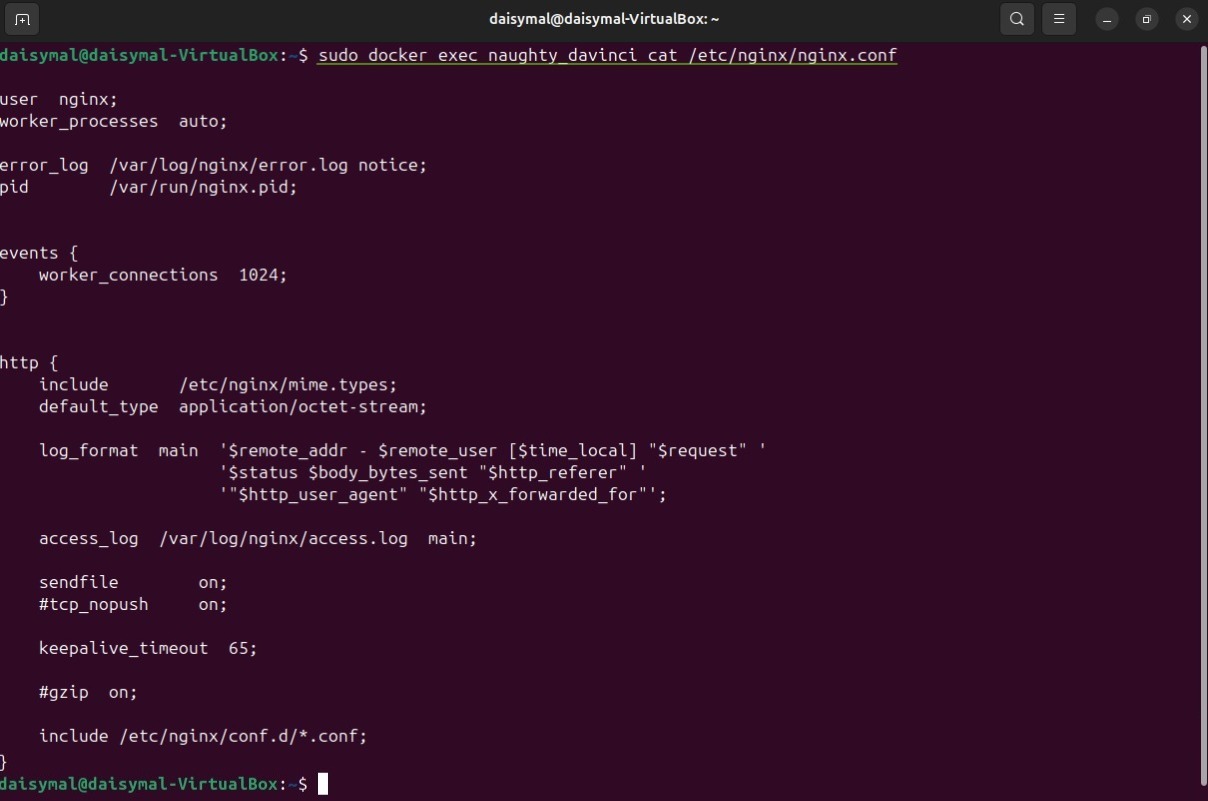 daisymal@daisymal-VirtualBox: ~
daisymal@daisymal-VirtualBox:~$ sudo docker exec naughty_davinci cat /etc/nginx/nginx.conf
user  nginx;
worker_processes  auto;
error_log  /var/log/nginx/error.log notice;
pid        /var/run/nginx.pid;
events {
    worker_connections  1024;
}
http {
    include       /etc/nginx/mime.types;
    default_type  application/octet-stream;
    log_format  main  '$remote_addr - $remote_user [$time_local] "$request" '
                      '$status $body_bytes_sent "$http_referer" '
                      '"$http_user_agent" "$http_x_forwarded_for"';
    access_log  /var/log/nginx/access.log  main;
    sendfile        on;
    #tcp_nopush     on;
    keepalive_timeout  65;
    #gzip  on;
    include /etc/nginx/conf.d/*.conf;
}
daisymal@daisymal-VirtualBox:~$